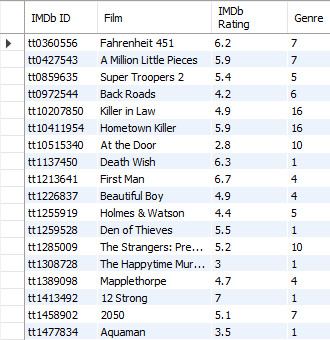 IMDb ID Film IMDb Rating Genre
tt0360556 Fahrenheit 451 6.2 7
tt0427543 A Million Little Pieces 5.9 7
tt0859635 Super Troopers 2 5.4 5
tt0972544 Back Roads 4.2 6
tt10207850 Killer in Law 4.9 16
tt10411954 Hometown Killer 5.9 16
tt10515340 At the Door 2.8 10
tt1137450 Death Wish 6.3 1
tt1213641 First Man 6.7 4
tt1226837 Beautiful Boy 4.9 4
tt1255919 Holmes & Watson 4.4 5
tt1259528 Den of Thieves 5.5 1
tt1285009 The Strangers: Pre... 5.2 10
tt1308728 The Happytime Mur... 3 1
tt1389098 Mapplethorpe 4.7 4
tt1413492 12 Strong 7 1
tt1458902 2050 5.1 7
tt1477834 Aquaman 3.5 1